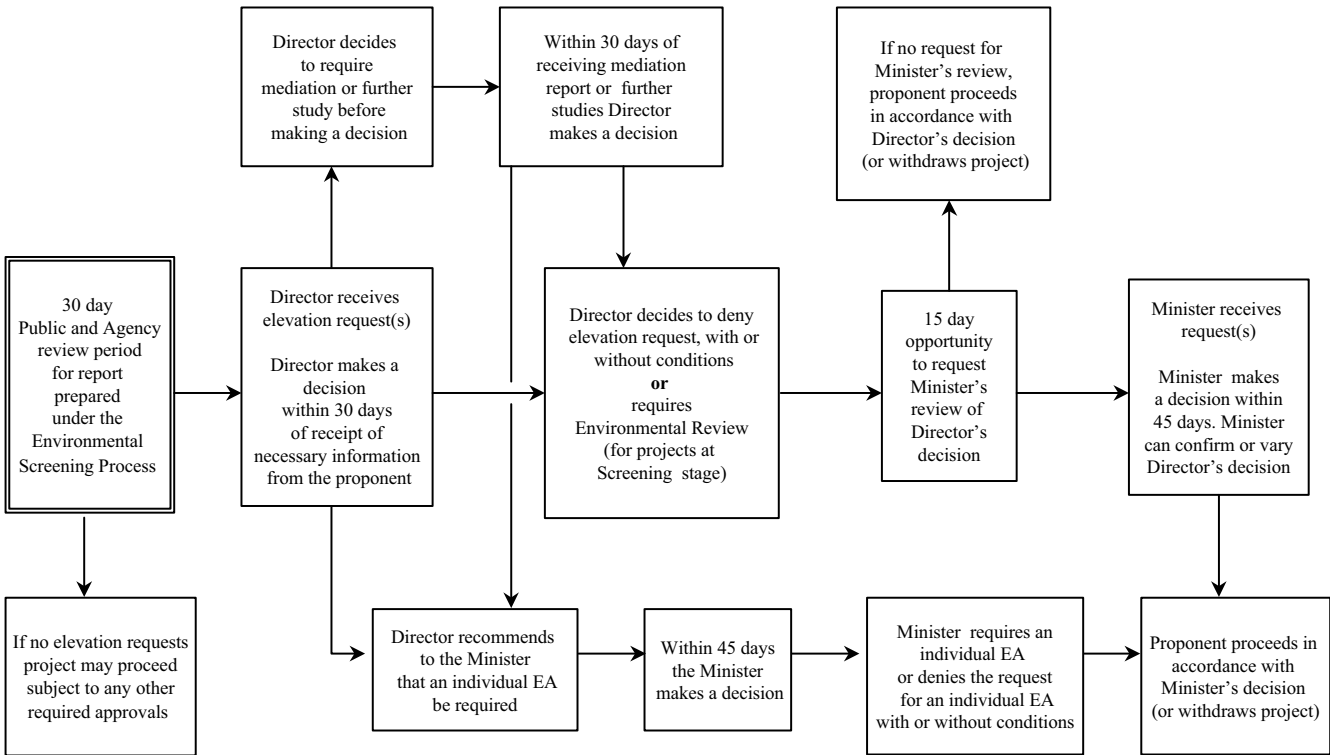 Director decides
to require
mediation or further
study before
making a decision
Within 30 days of
receiving mediation
report or further
studies Director
makes a decision
If no request for
Minister's review,
proponent proceeds
in accordance with
Director's decision
(or withdraws project)
30 day
Public and Agency
review period
for report
prepared
under the
Environmental
Screening Process
Director receives
elevation request(s)
Director makes a
decision
within 30 days
of receipt of
necessary information
from the proponent
Director decides to deny
elevation request, with or
without conditions
or
requires
Environmental Review
(for projects at
Screening stage)
15 day
opportunity
to request
Minister's
review of
Director's
decision
Minister receives
request(s)
Minister makes
a decision within
45 days. Minister
can confirm or vary
Director's decision
If no elevation requests
project may proceed
subject to any other
required approvals
Director recommends
to the Minister
that an individual EA
be required
Within 45 days
the Minister
makes a decision
Minister requires an
individual EA
or denies the request
for an individual EA
with or without conditions
Proponent proceeds in
accordance with
Minister's decision
(or withdraws project)